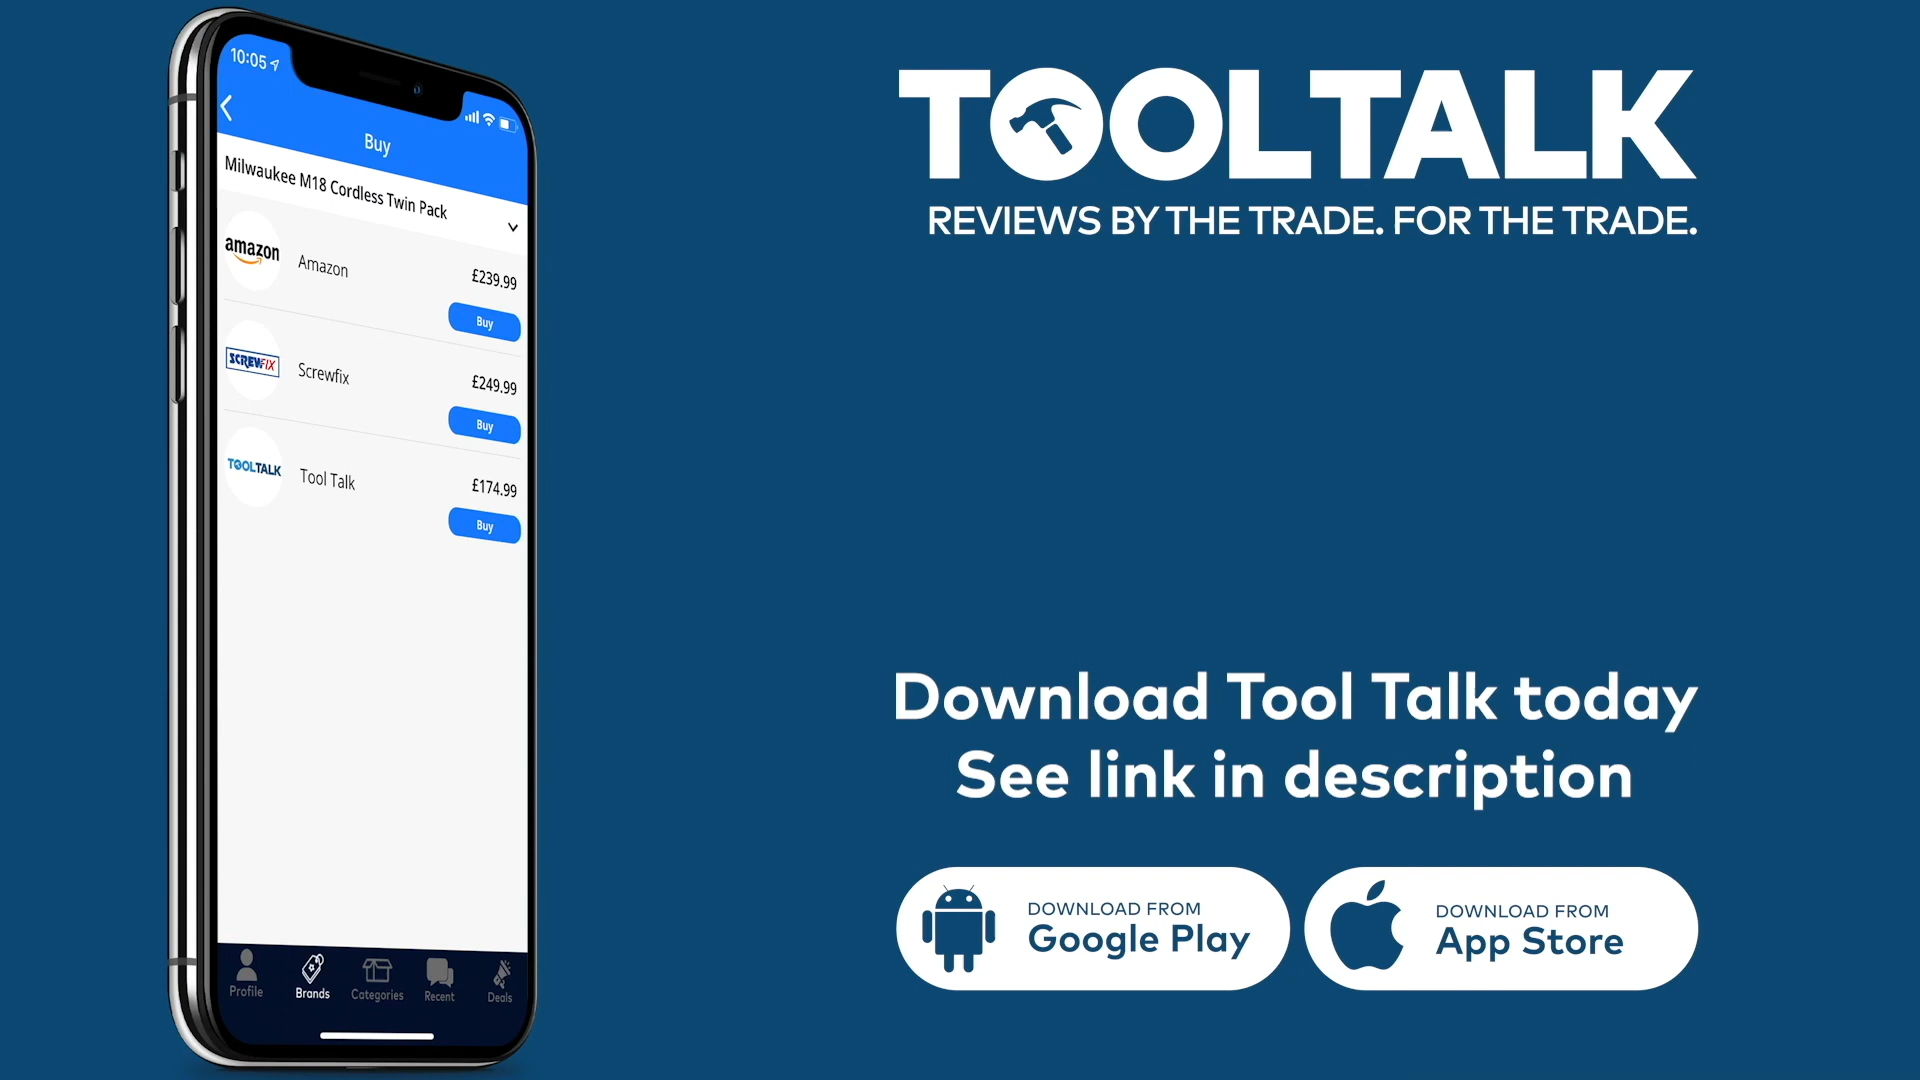 10:05
Buy
Milwaukee M18 Cordless Twin Pack
amazon
Amazon
£239.99
Buy
SCREWFIX
Screwfix
£249.99
Buy
TOOLTALK
Tool Talk
£174.99
Buy
Profile
Brands
Categories
Recent
Deals
TOOLTALK
REVIEWS BY THE TRADE. FOR THE TRADE.
Download Tool Talk today
See link in description
DOWNLOAD FROM
Google Play
DOWNLOAD FROM
App Store